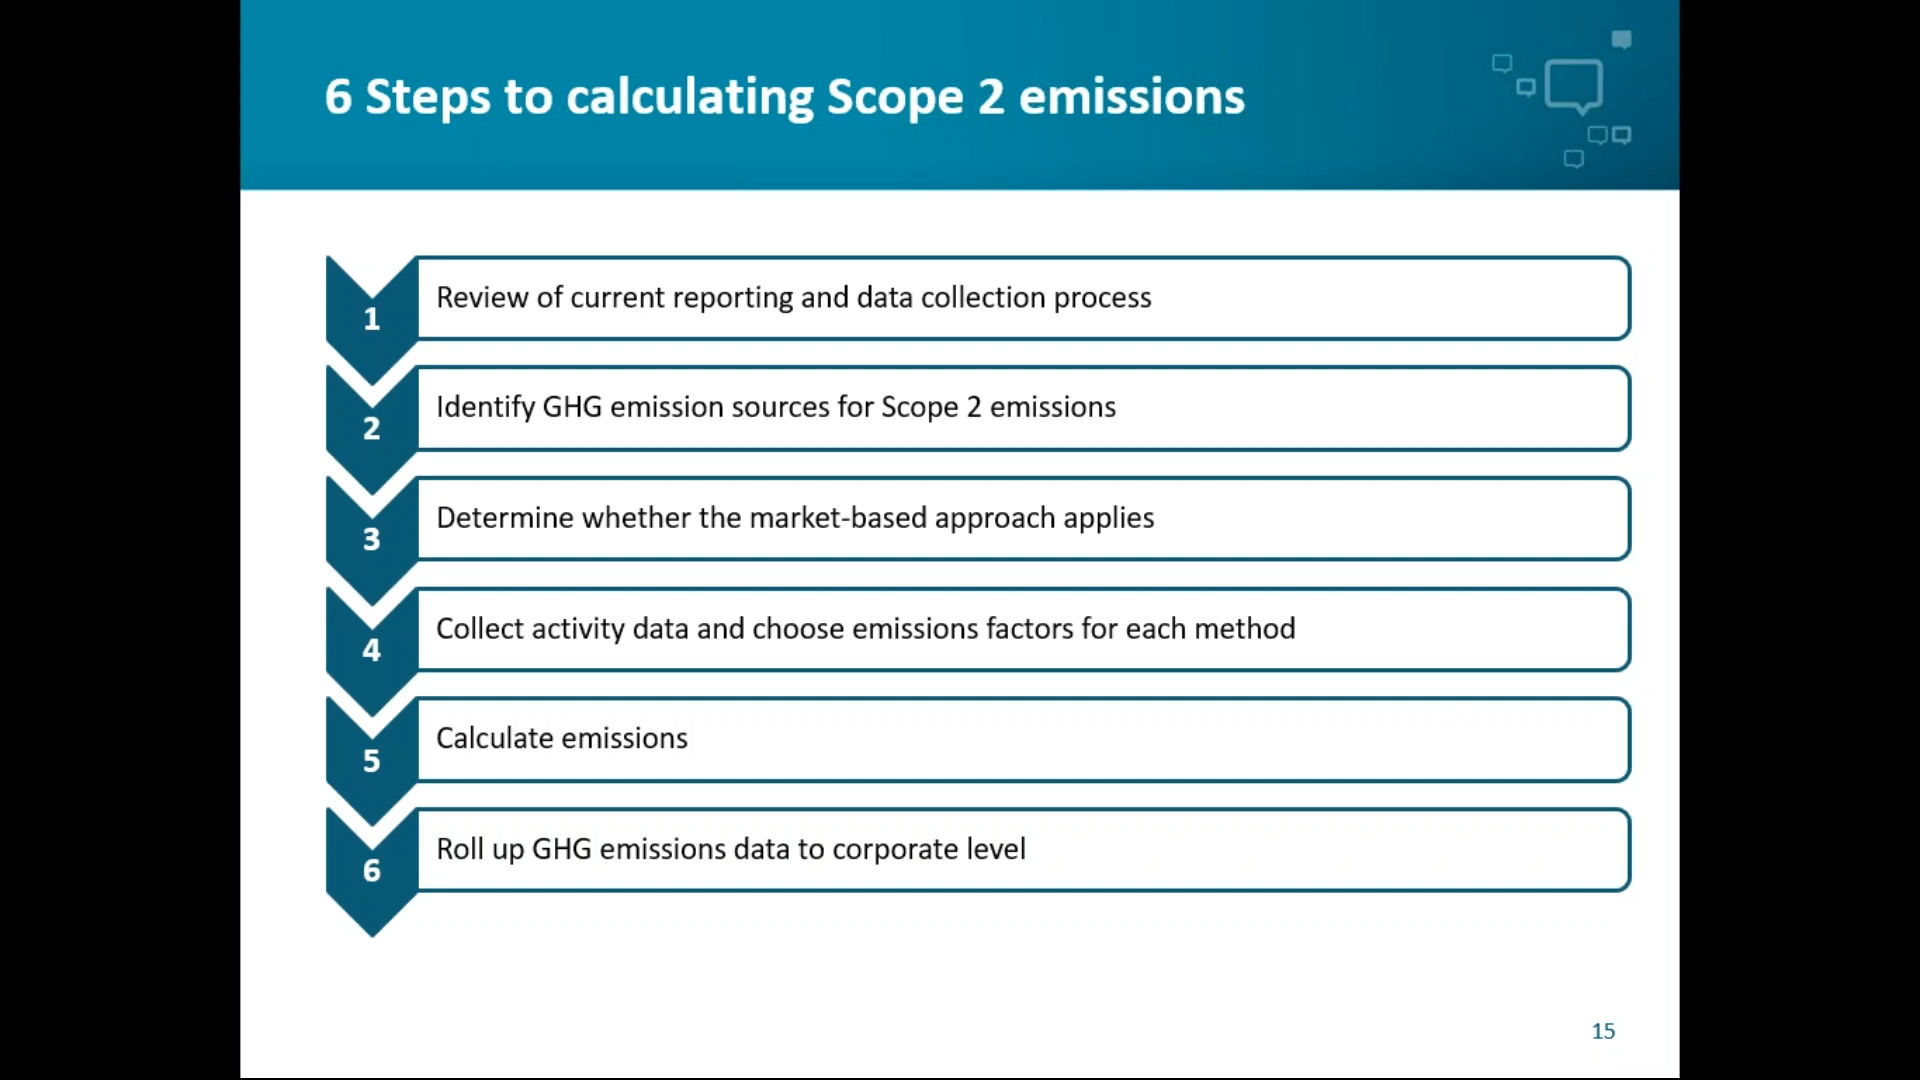 6 Steps to calculating Scope 2 emissions
1
Review of current reporting and data collection process
2
Identify GHG emission sources for Scope 2 emissions
3
Determine whether the market-based approach applies
4
Collect activity data and choose emissions factors for each method
5
Calculate emissions
6
Roll up GHG emissions data to corporate level
15